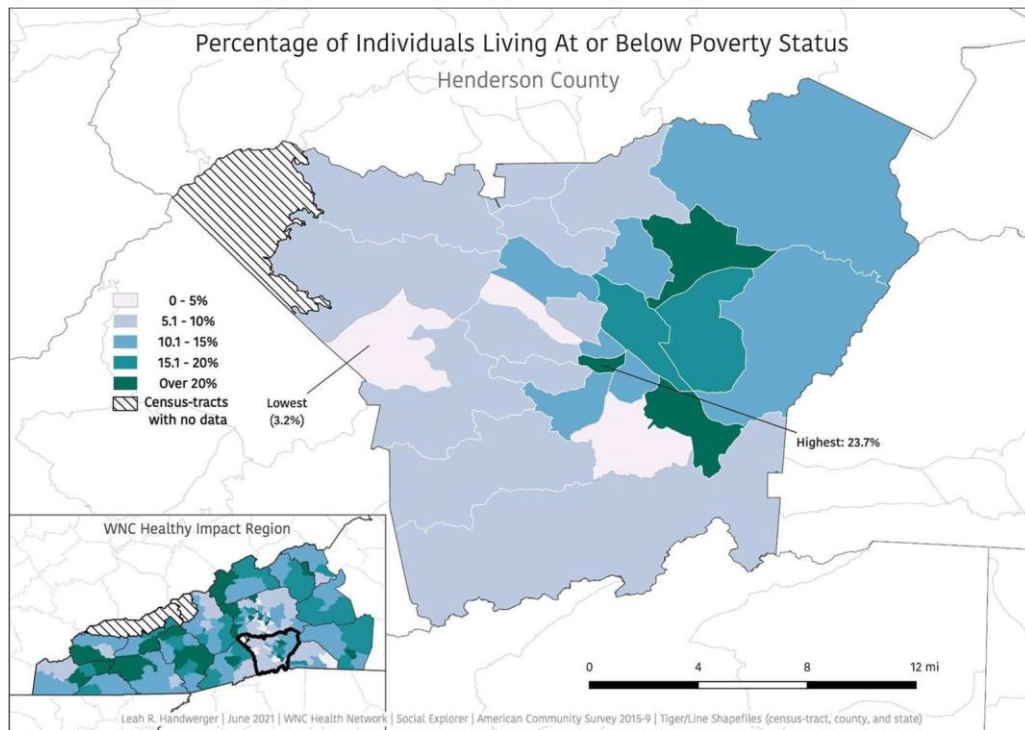 Percentage of Individuals Living At or Below Poverty Status
Henderson County
0 - 5%
5.1 - 10%
10.1 - 15%
15.1 - 20%
Over 20%
Census-tracts
with no data
Lowest
(3.2%)
Highest: 23.7%
WNC Healthy Impact Region
0 4 8 12 mi
Leah R. Handwerger | June 2021 | WNC Health Network | Social Explorer | American Community Survey 2015-9 | Tiger/Line Shapefiles (census-tract, county, and state)